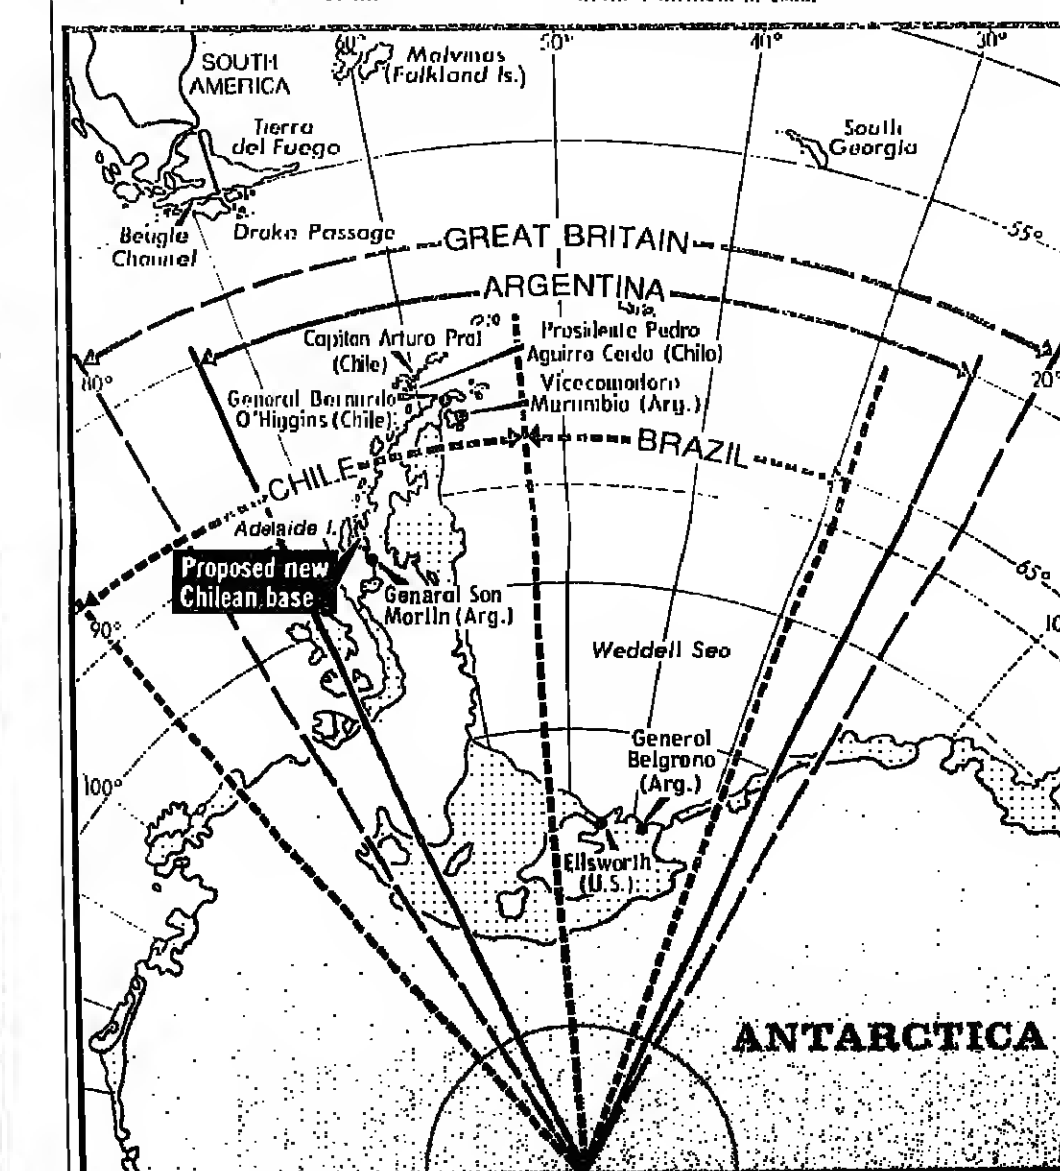 60°
50°
40°
30°
SOUTH
AMERICA
Malvinas
(Falkland Is.)
Tierra
del Fuego
South
Georgia
Beagle
Channel
Drake Passage
55°
GREAT BRITAIN
ARGENTINA
Capitan Arturo Prat
(Chile)
Presidente Pedro
Aguirre Cerda (Chile)
80°
20°
General Bernardo
O'Higgins (Chile)
Vicecomodoro
Marambio (Arg.)
CHILE
BRAZIL
Adelaide I.
Proposed new
Chilean base
General San
Martin (Arg.)
65°
90°
10
Weddell Sea
General
Belgrano
(Arg.)
100°
Ellsworth
(U.S.)
ANTARCTICA